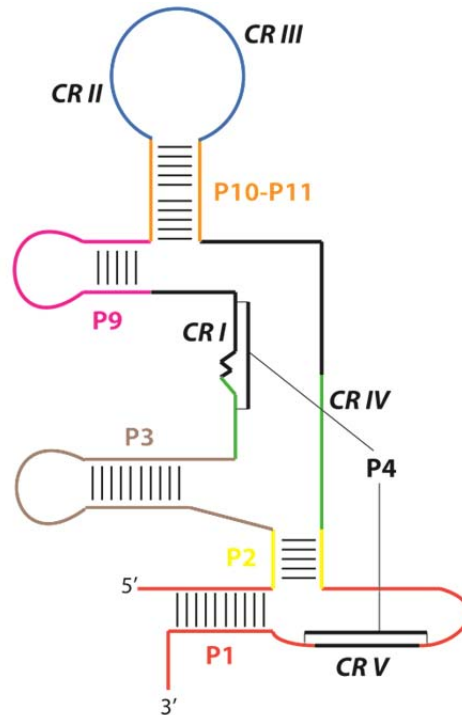 CR III
CR II
P10-P11
P9
CR I
CR IV
P3
P4
P2
5’
P1
CR V
3’